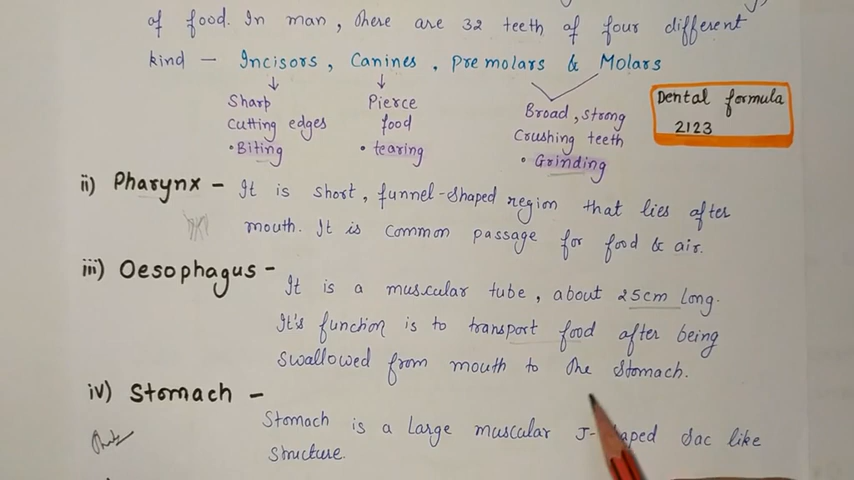 of food. In man, there are 32 teeth of four different
kind — Incisors, Canines, Premolars & Molars
Sharp
cutting edges
• Biting
Pierce
food
• tearing
Broad, strong
crushing teeth
• Grinding
Dental formula
2123
ii) Pharynx - It is short, funnel-shaped region that lies after
mouth. It is common passage for food & air.
iii) Oesophagus - It is a muscular tube, about 25cm long.
It's function is to transport food after being
swallowed from mouth to the stomach.
iv) Stomach -
Stomach is a large muscular J- sac like
structure.